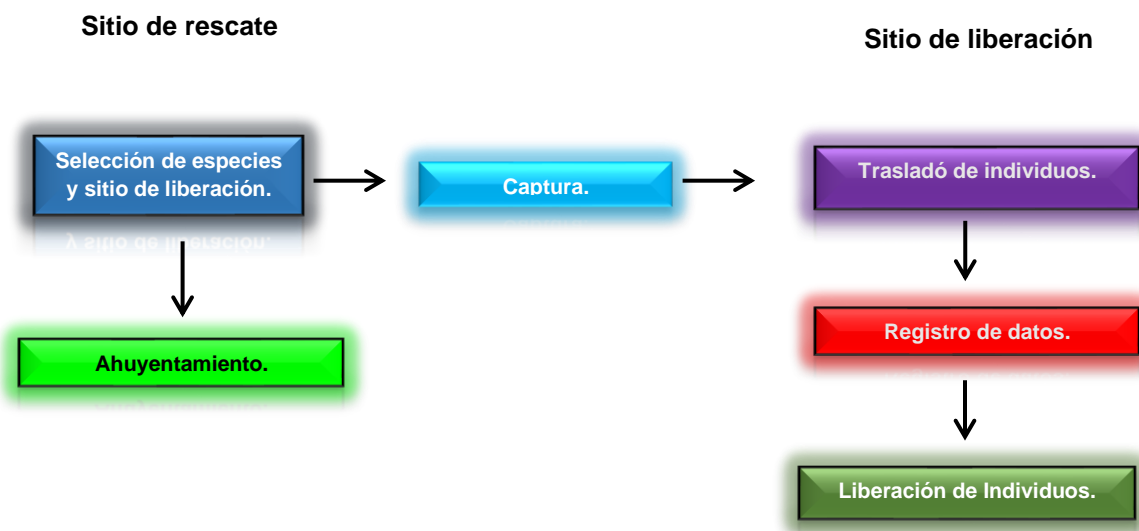 Sitio de rescate
Sitio de liberación
Selección de especies
y sitio de liberación.
Captura.
Trasladó de individuos.
Ahuyentamiento.
Registro de datos.
Liberación de Individuos.